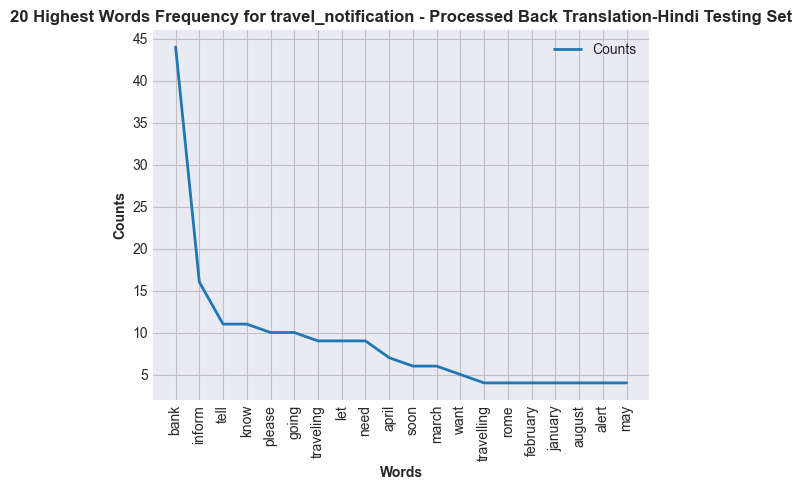 20 Highest Words Frequency for travel_notification - Processed Back Translation-Hindi Testing Set
Counts
45
40
35
30
25
20
15
10
5
Counts
bank
inform
tell
know
please
going
traveling
let
need
april
soon
march
want
travelling
rome
february
january
august
alert
may
Words